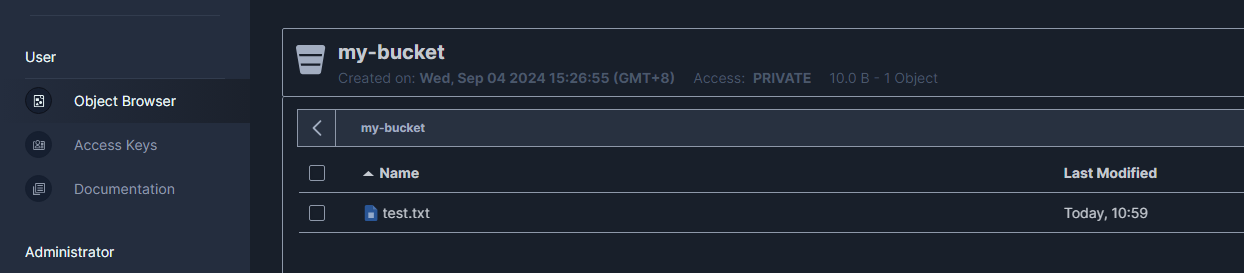 User
Object Browser
Access Keys
Documentation
Administrator
my-bucket
Created on: Wed, Sep 04 2024 15:26:55 (GMT+8) Access: PRIVATE 10.0 B - 1 Object
my-bucket
Name Last Modified
test.txt Today, 10:59